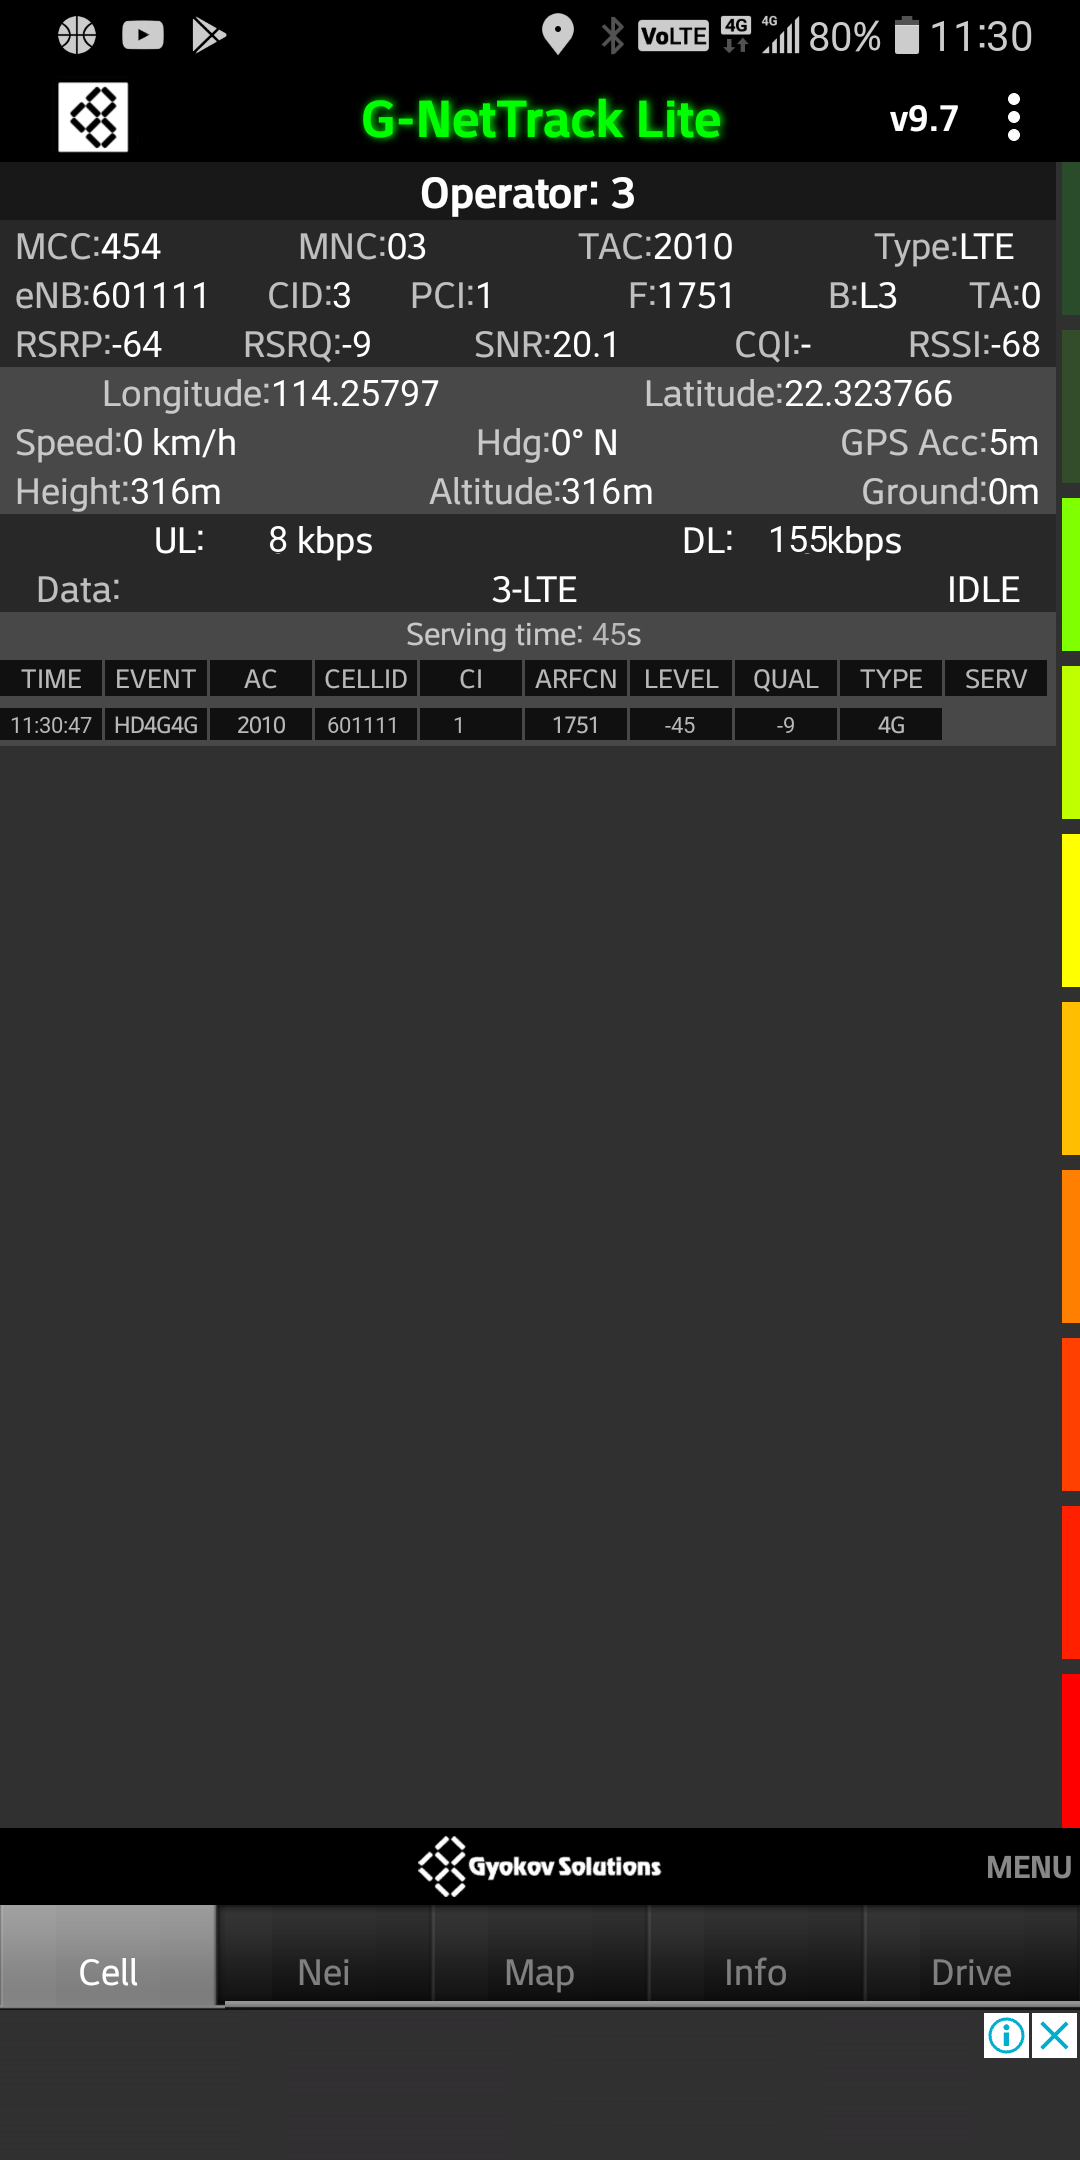 VoLTE 4G 4G 80% 11:30
G-NetTrack Lite v9.7
Operator: 3
MCC:454 MNC:03 TAC:2010 Type:LTE
eNB:601111 CID:3 PCI:1 F:1751 B:L3 TA:0
RSRP:-64 RSRQ:-9 SNR:20.1 CQI:- RSSI:-68
Longitude:114.25797 Latitude:22.323766
Speed:0 km/h Hdg:0° N GPS Acc:5m
Height:316m Altitude:316m Ground:0m
UL: 8 kbps DL: 155kbps
Data: 3-LTE IDLE
Serving time: 45s
TIME EVENT AC CELLID CI ARFCN LEVEL QUAL TYPE SERV
11:30:47 HD4G4G 2010 601111 1 1751 -45 -9 4G
Gyokov Solutions MENU
Cell Nei Map Info Drive